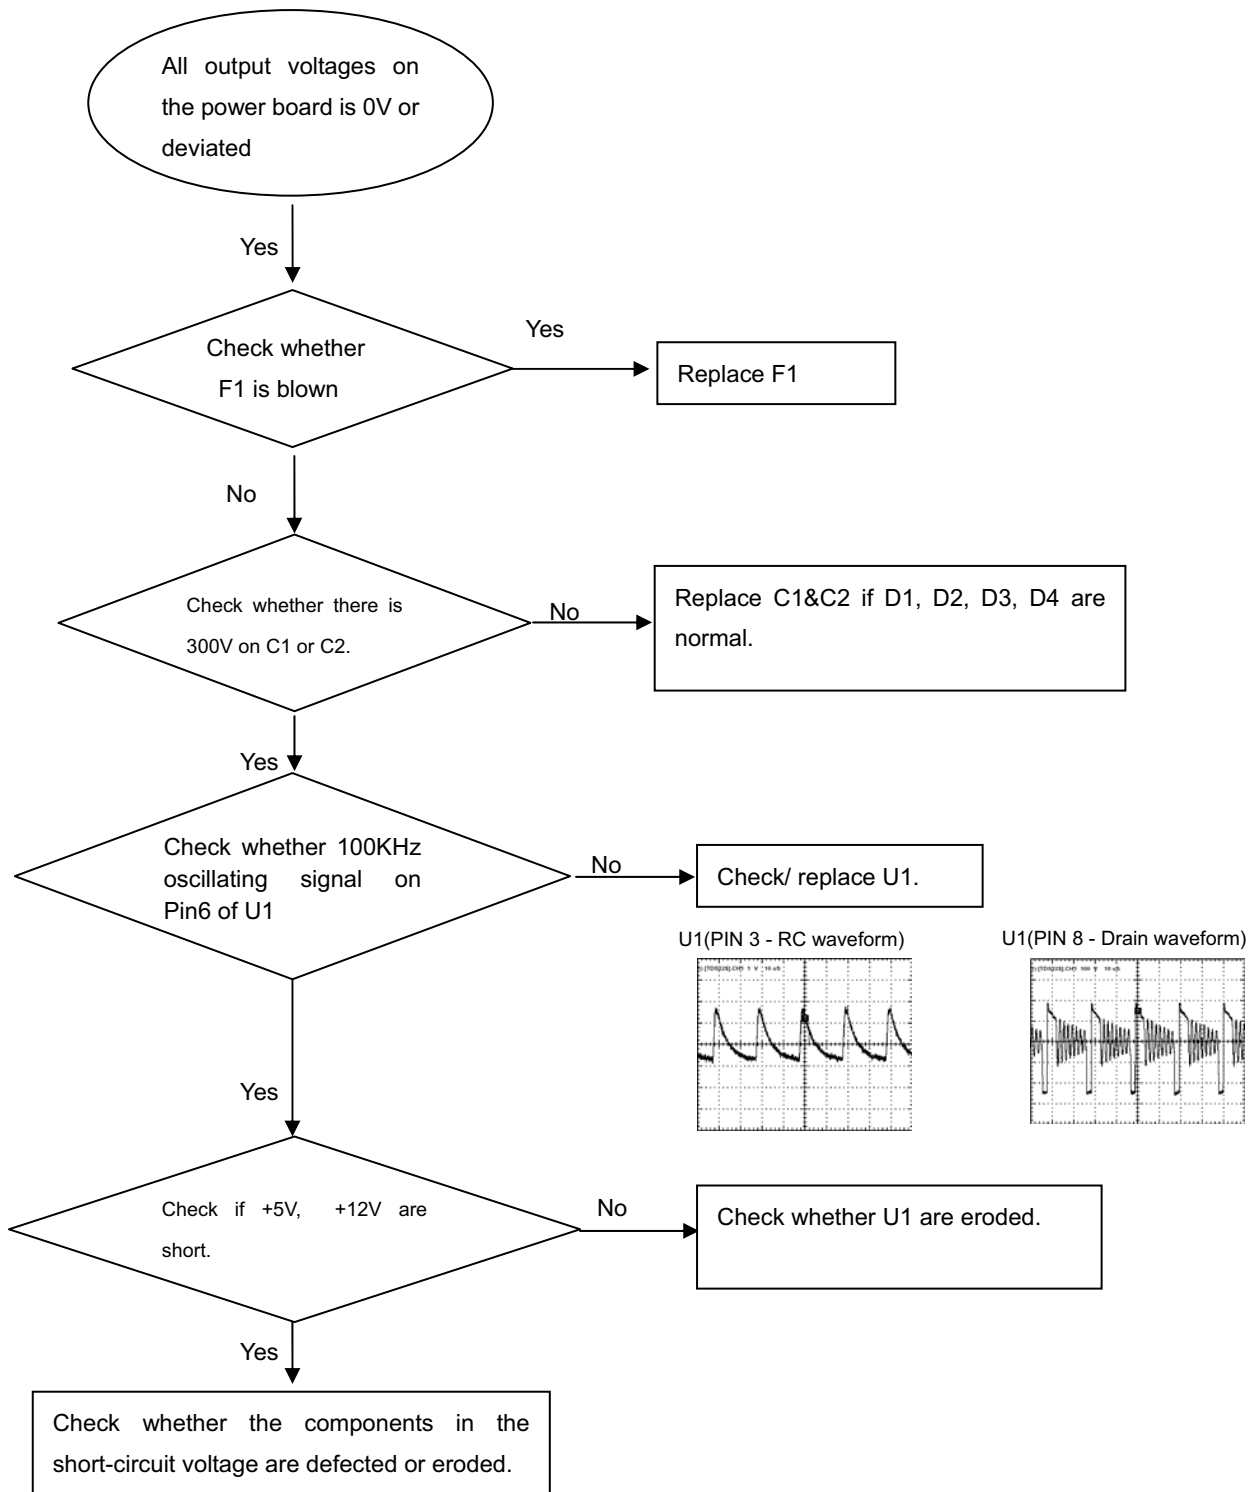 All output voltages on
the power board is 0V or
deviated
Yes
Check whether
F1 is blown
Yes
Replace F1
No
Check whether there is
300V on C1 or C2.
No
Replace C1&C2 if D1, D2, D3, D4 are
normal.
Yes
Check whether 100KHz
oscillating signal on
Pin6 of U1
No
Check/ replace U1.
U1(PIN 3 - RC waveform)
U1(PIN 8 - Drain waveform)
Yes
Check if +5V, +12V are
short.
No
Check whether U1 are eroded.
Yes
Check whether the components in the
short-circuit voltage are defected or eroded.